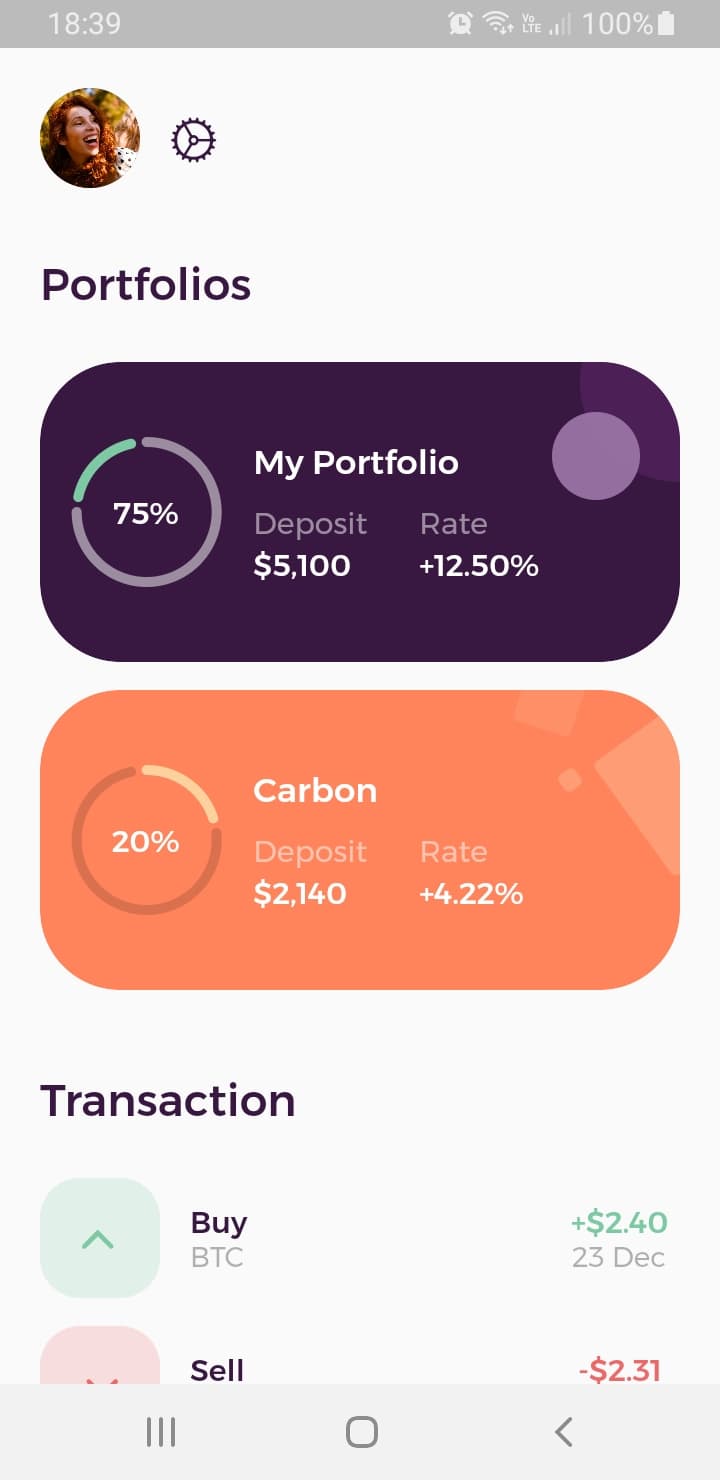 18:39 Vo LTE 100%
Portfolios
My Portfolio
75%
Deposit Rate
$5,100 +12.50%
Carbon
20%
Deposit Rate
$2,140 +4.22%
Transaction
Buy +$2.40
BTC 23 Dec
Sell -$2.31